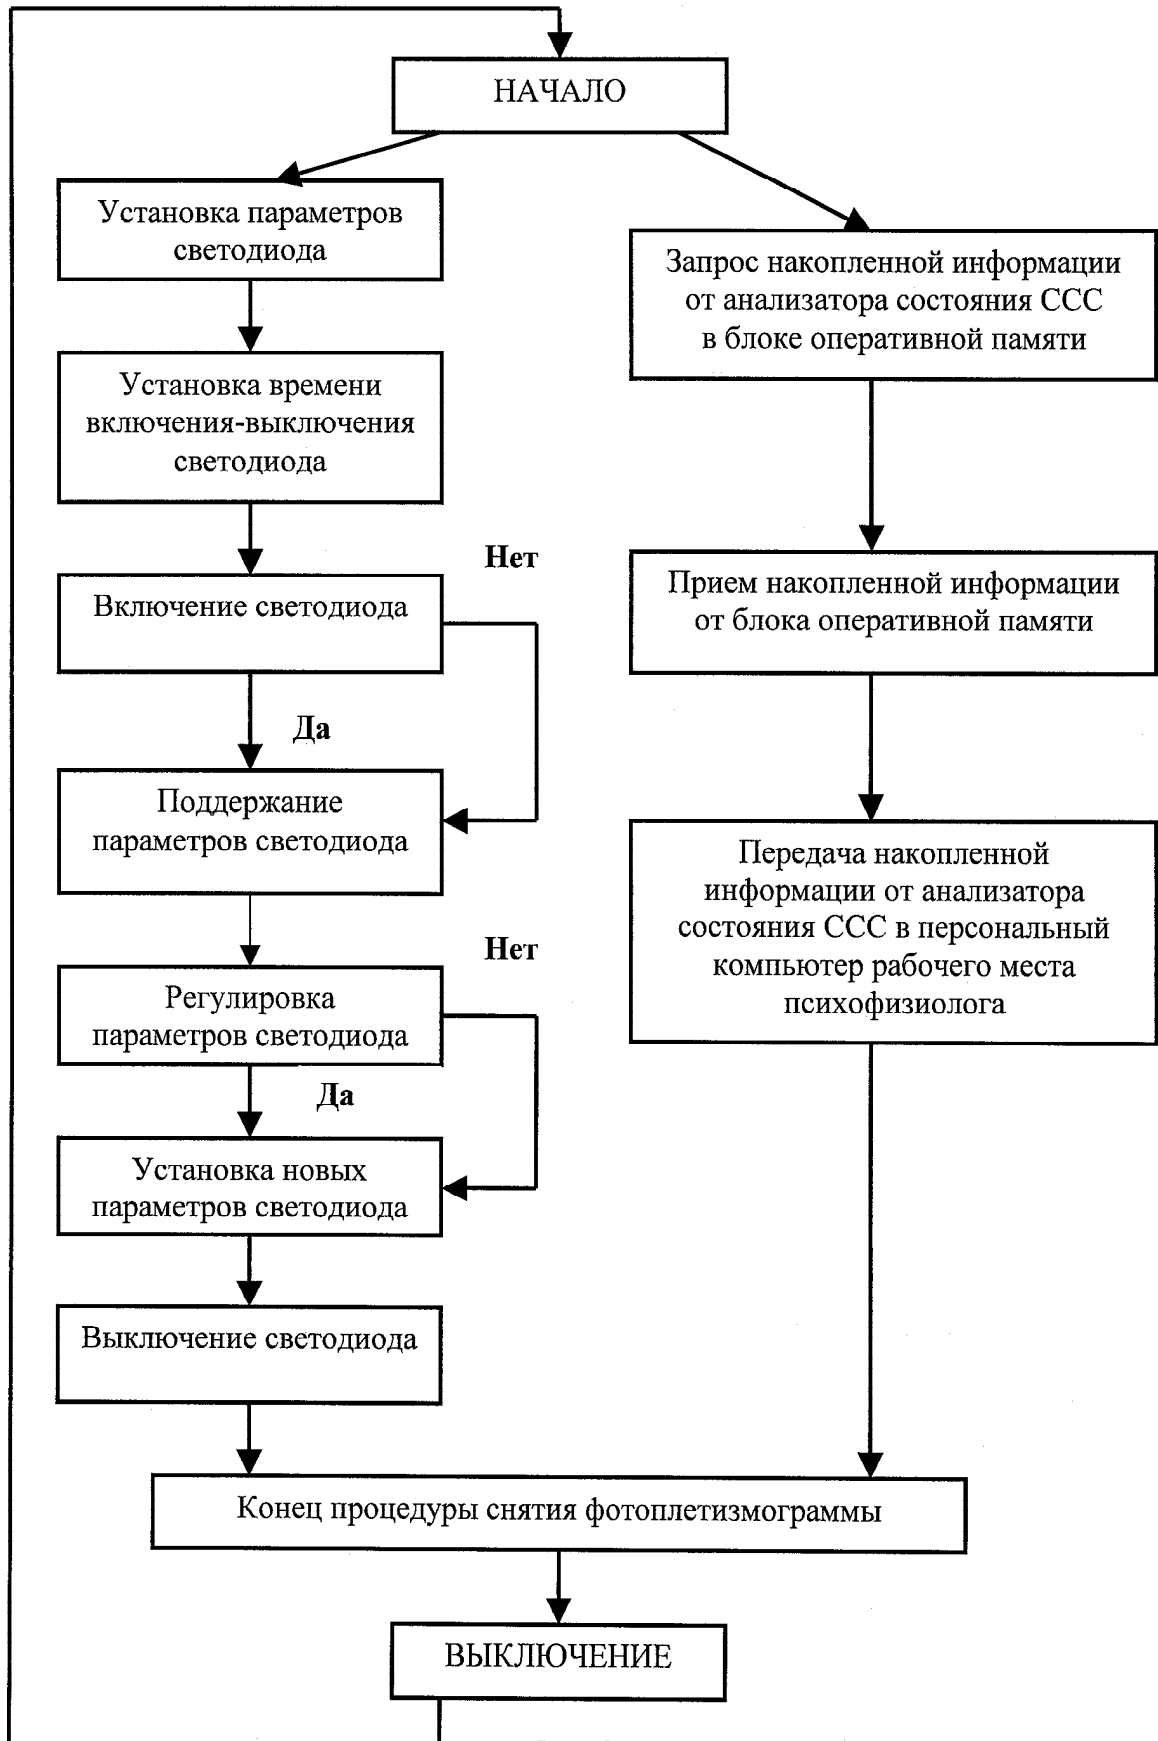 НАЧАЛО
Установка параметров
светодиода
Запрос накопленной информации
от анализатора состояния ССС
в блоке оперативной памяти
Установка времени
включения-выключения
светодиода
Нет
Включение светодиода
Прием накопленной информации
от блока оперативной памяти
Да
Поддержание
параметров светодиода
Передача накопленной
информации от анализатора
состояния ССС в персональный
компьютер рабочего места
психофизиолога
Нет
Регулировка
параметров светодиода
Да
Установка новых
параметров светодиода
Выключение светодиода
Конец процедуры снятия фотоплетизмограммы
ВЫКЛЮЧЕНИЕ